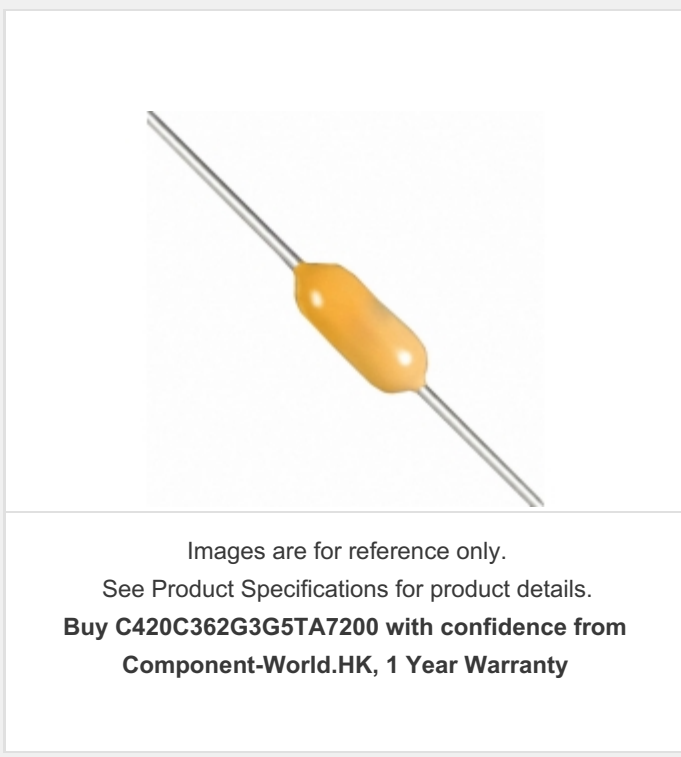 Images are for reference only.
See Product Specifications for product details.
Buy C420C362G3G5TA7200 with confidence from
Component-World.HK, 1 Year Warranty